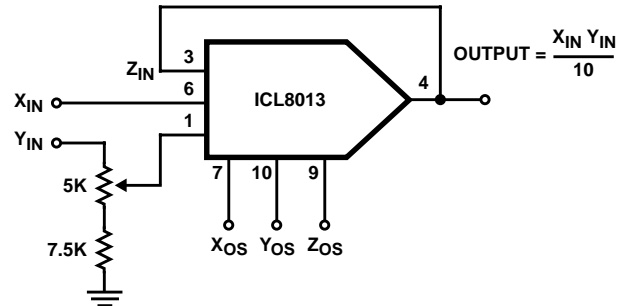 3
Z_IN
X_IN
6
Y_IN
1
ICL8013
4
OUTPUT = X_IN Y_IN / 10
5K
7.5K
7
10
9
X_OS
Y_OS
Z_OS